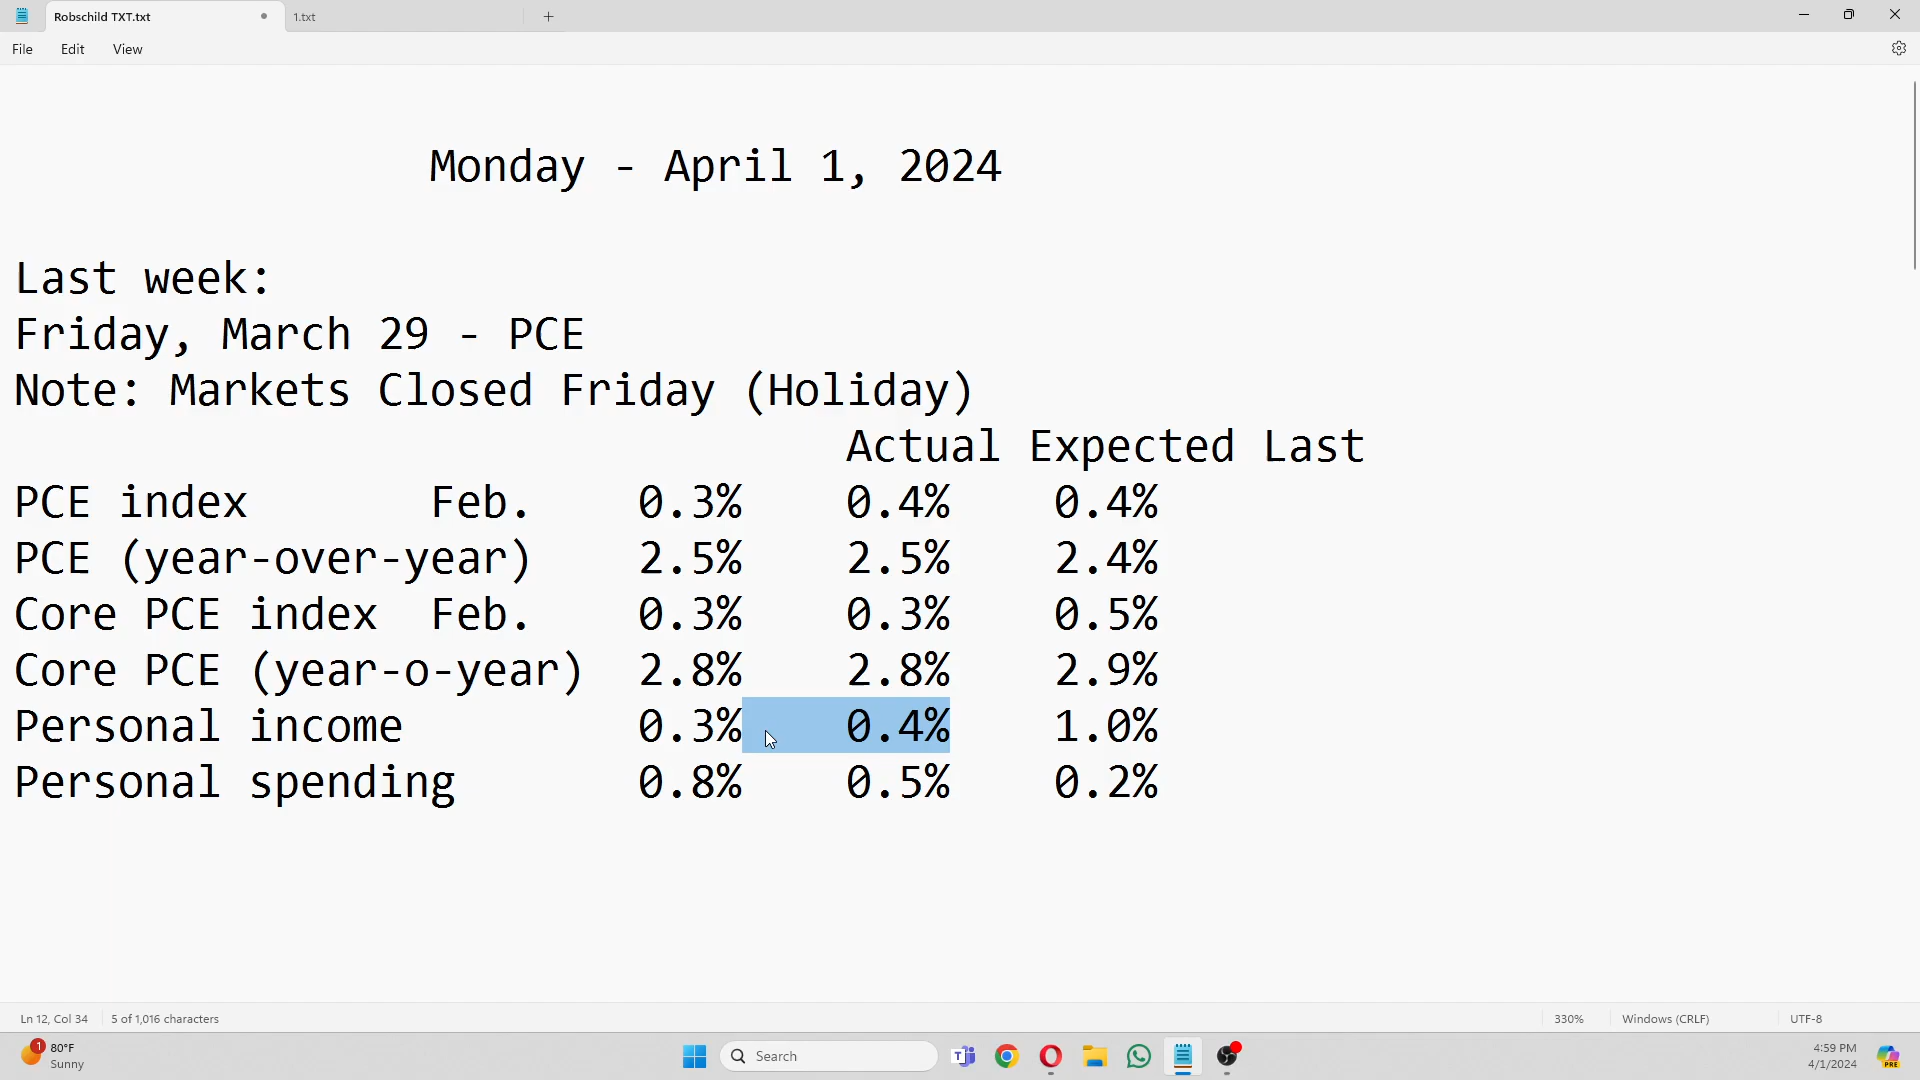 Robschild TXT.txt
1.txt
File Edit View
Monday - April 1, 2024
Last week:
Friday, March 29 - PCE
Note: Markets Closed Friday (Holiday)
Actual Expected Last
PCE index Feb. 0.3% 0.4% 0.4%
PCE (year-over-year) 2.5% 2.5% 2.4%
Core PCE index Feb. 0.3% 0.3% 0.5%
Core PCE (year-o-year) 2.8% 2.8% 2.9%
Personal income 0.3% 0.4% 1.0%
Personal spending 0.8% 0.5% 0.2%
Ln 12, Col 34 5 of 1,016 characters 330% Windows (CRLF) UTF-8
1
80°F
Sunny
Search
4:59 PM
4/1/2024
PRE